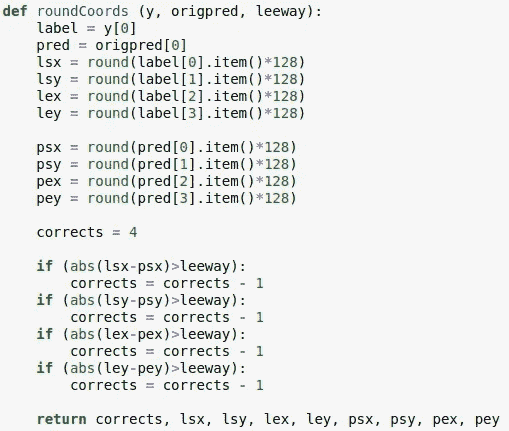 def roundCoords (y, origpred, leeway):
    label = y[0]
    pred = origpred[0]
    lsx = round(label[0].item()*128)
    lsy = round(label[1].item()*128)
    lex = round(label[2].item()*128)
    ley = round(label[3].item()*128)

    psx = round(pred[0].item()*128)
    psy = round(pred[1].item()*128)
    pex = round(pred[2].item()*128)
    pey = round(pred[3].item()*128)

    corrects = 4

    if (abs(lsx-psx)>leeway):
        corrects = corrects - 1
    if (abs(lsy-psy)>leeway):
        corrects = corrects - 1
    if (abs(lex-pex)>leeway):
        corrects = corrects - 1
    if (abs(ley-pey)>leeway):
        corrects = corrects - 1

    return corrects, lsx, lsy, lex, ley, psx, psy, pex, pey